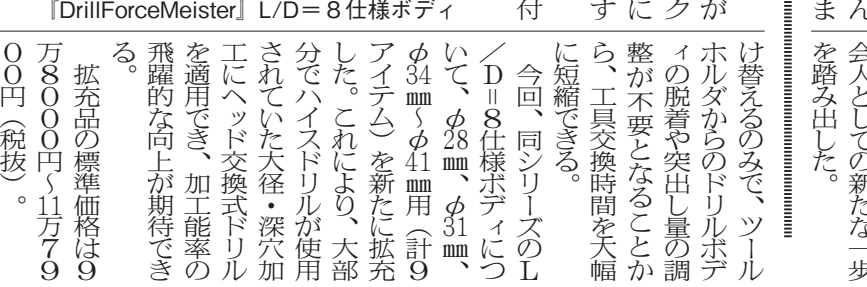 会人としての新たな一歩
を踏み出した。
『DrillForceMeister』L/D＝8仕様ボディ
け替えるのみで、ツール
ホルダからのドリルボデ
ィの脱着や突出し量の調
整が不要となることか
ら、工具交換時間を大幅
に短縮できる。
今回、同シリーズのL
／D＝8仕様ボディにつ
いて、φ28㎜、φ31㎜、
φ34㎜～φ41㎜用（計9
アイテム）を新たに拡充
した。これにより、大部
分でハイスドリルが使用
されていた大径・深穴加
工にヘッド交換式ドリル
を適用でき、加工能率の
飛躍的な向上が期待でき
る。
拡充品の標準価格は9
万8000円～11万79
00円（税抜）。